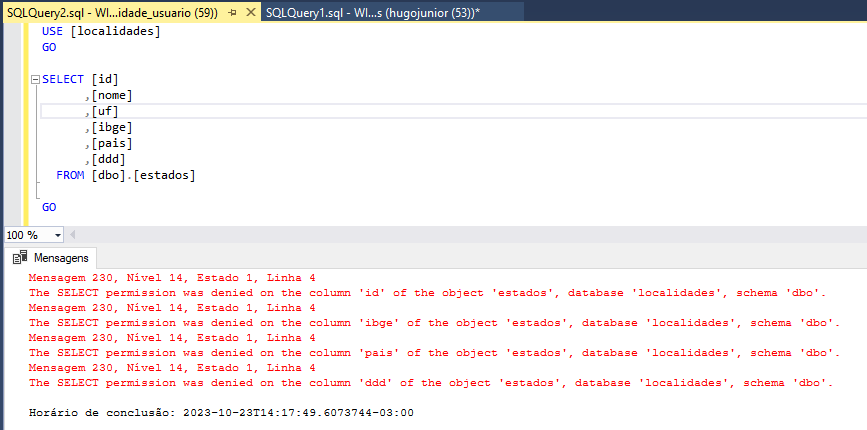 SQLQuery2.sql - WI...idade_usuario (59)) SQLQuery1.sql - WI...s (hugojunior (53))*
USE [localidades]
GO
SELECT [id]
,[nome]
,[uf]
,[ibge]
,[pais]
,[ddd]
FROM [dbo].[estados]
GO
100 %
Mensagens
Mensagem 230, Nível 14, Estado 1, Linha 4
The SELECT permission was denied on the column 'id' of the object 'estados', database 'localidades', schema 'dbo'.
Mensagem 230, Nível 14, Estado 1, Linha 4
The SELECT permission was denied on the column 'ibge' of the object 'estados', database 'localidades', schema 'dbo'.
Mensagem 230, Nível 14, Estado 1, Linha 4
The SELECT permission was denied on the column 'pais' of the object 'estados', database 'localidades', schema 'dbo'.
Mensagem 230, Nível 14, Estado 1, Linha 4
The SELECT permission was denied on the column 'ddd' of the object 'estados', database 'localidades', schema 'dbo'.
Horário de conclusão: 2023-10-23T14:17:49.6073744-03:00